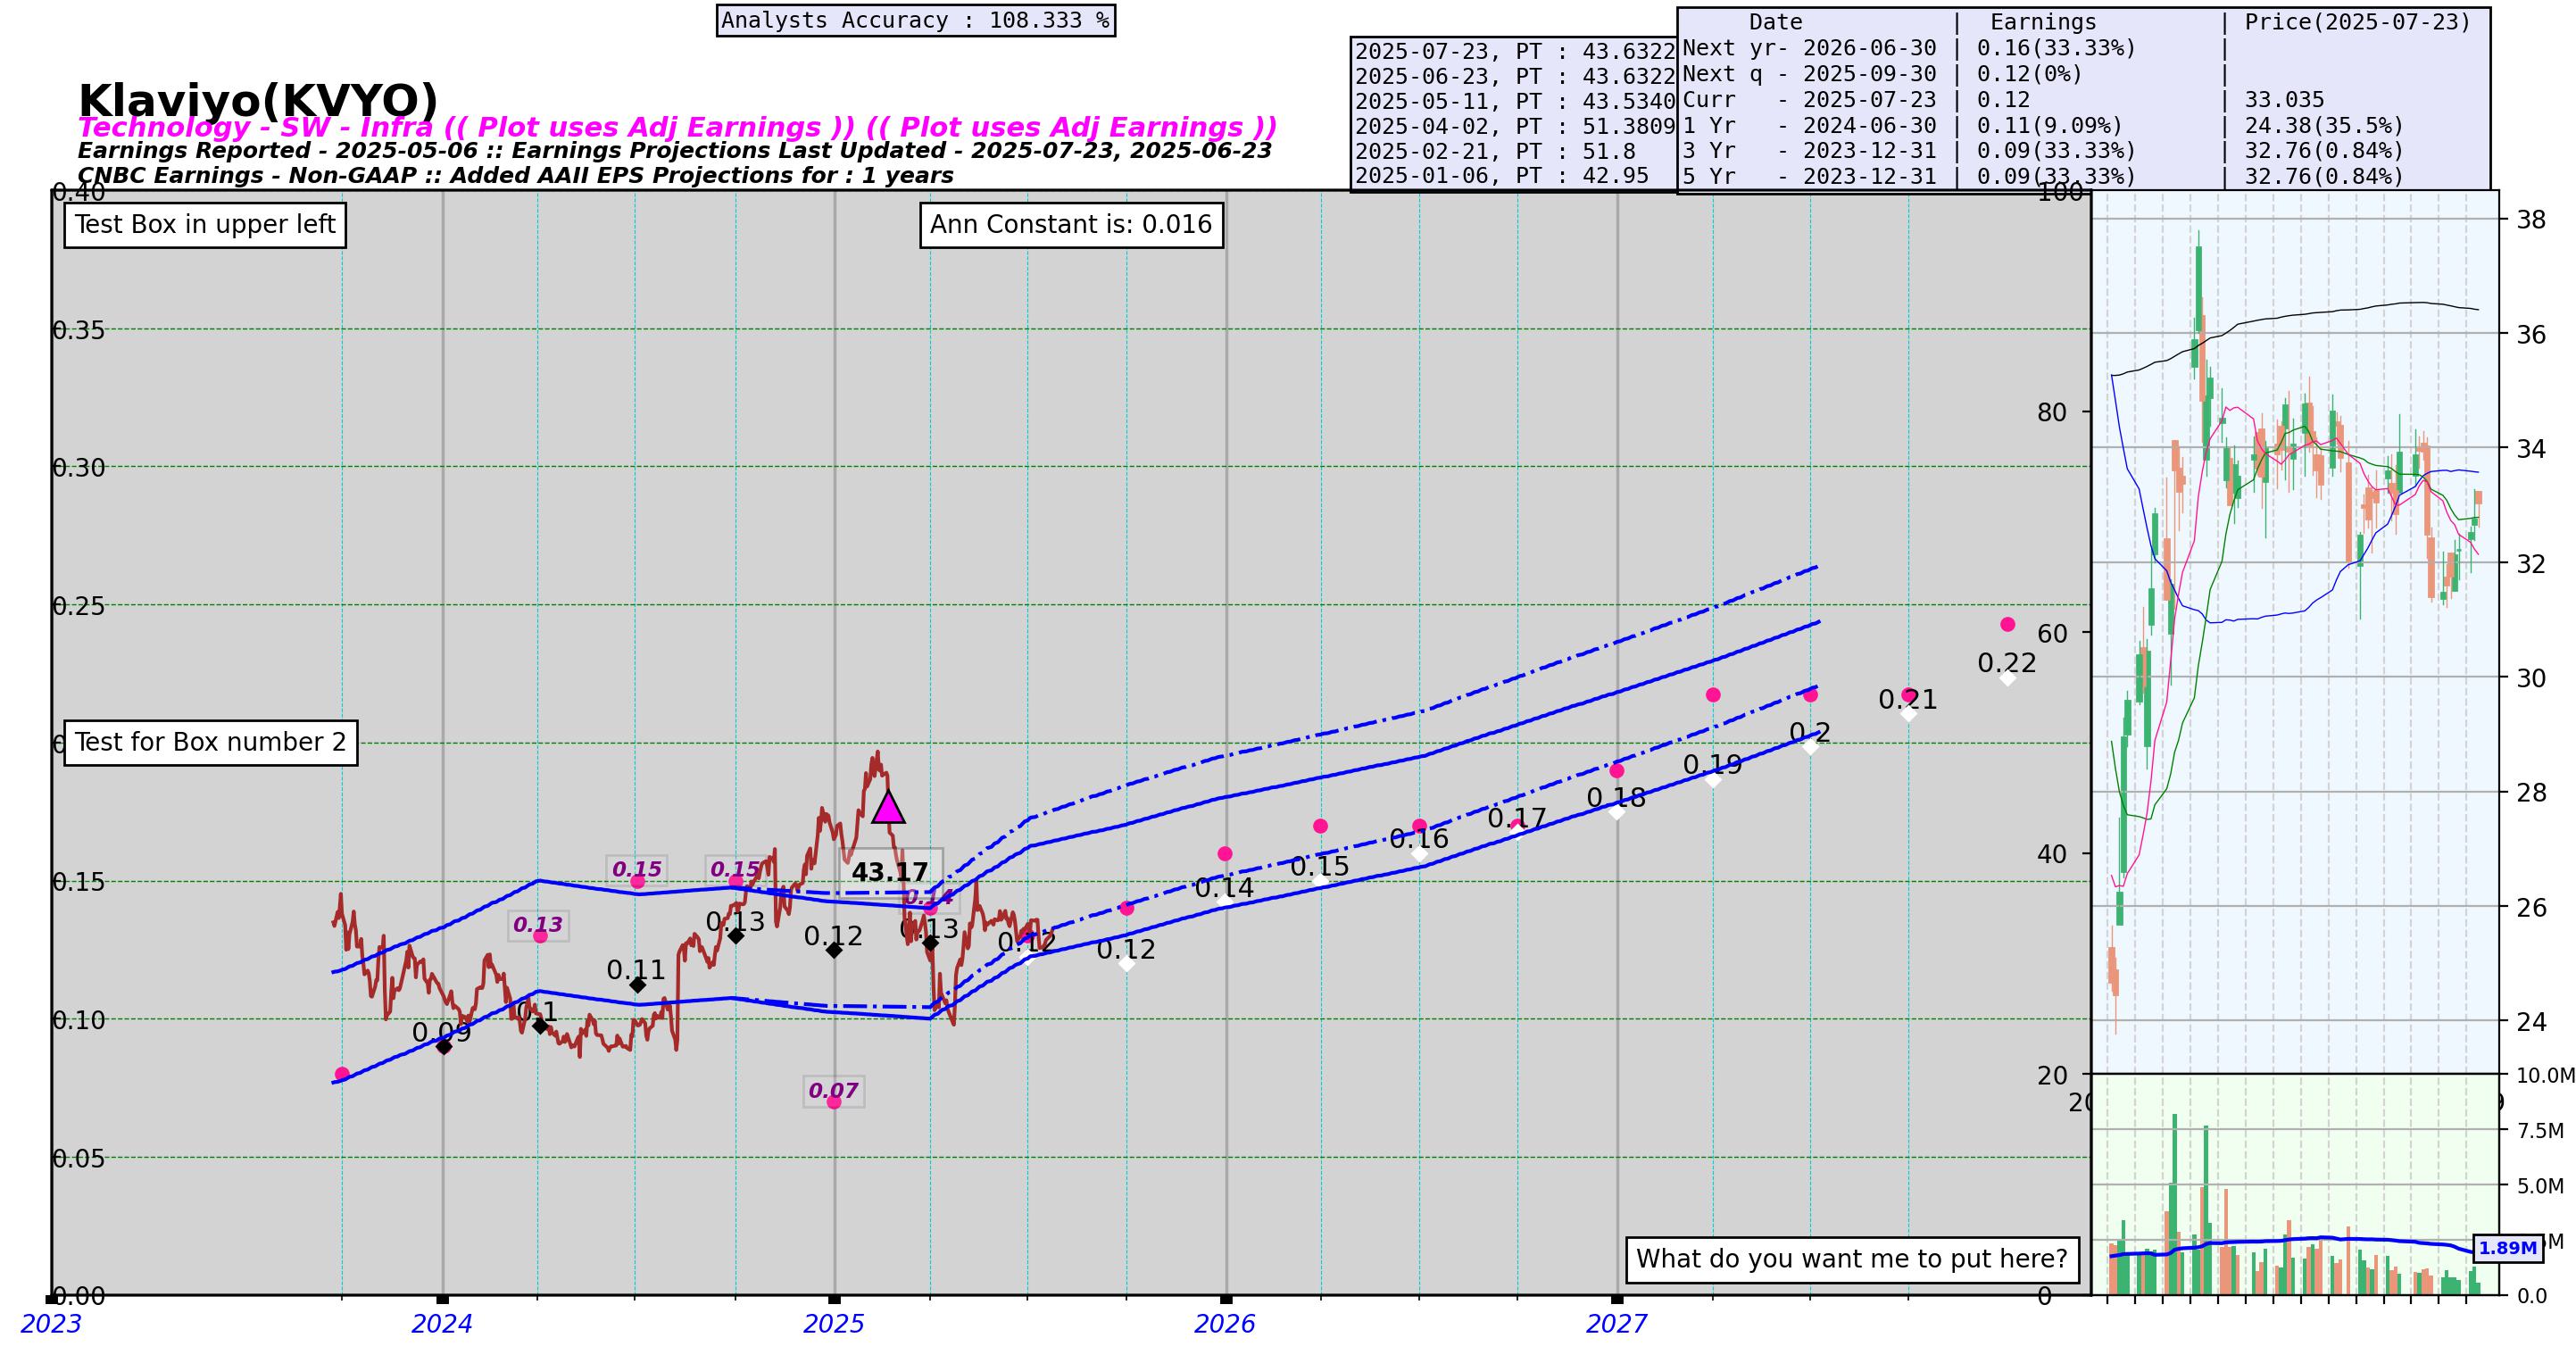 Analysts Accuracy : 108.333 %
Klaviyo(KVYO)
Technology - SW - Infra (( Plot uses Adj Earnings )) (( Plot uses Adj Earnings ))
Earnings Reported - 2025-05-06 :: Earnings Projections Last Updated - 2025-07-23, 2025-06-23
CNBC Earnings - Non-GAAP :: Added AAII EPS Projections for : 1 years
2025-07-23, PT : 43.6322
2025-06-23, PT : 43.6322
2025-05-11, PT : 43.5340
2025-04-02, PT : 51.3809
2025-02-21, PT : 51.8
2025-01-06, PT : 42.95
Date | Earnings | Price(2025-07-23)
Next yr- 2026-06-30 | 0.16(33.33%) |
Next q - 2025-09-30 | 0.12(0%) |
Curr - 2025-07-23 | 0.12 | 33.035
1 Yr - 2024-06-30 | 0.11(9.09%) | 24.38(35.5%)
3 Yr - 2023-12-31 | 0.09(33.33%) | 32.76(0.84%)
5 Yr - 2023-12-31 | 0.09(33.33%) | 32.76(0.84%)
Test Box in upper left
Ann Constant is: 0.016
Test for Box number 2
What do you want me to put here?
0.40
0.35
0.30
0.25
0.15
0.10
0.05
0.00
0.13
0.15
0.15
0.07
0.14
43.17
0.09
0.1
0.11
0.13
0.12
0.13
0.12
0.12
0.14
0.15
0.16
0.17
0.18
0.19
0.2
0.21
0.22
100
80
60
40
20
0
2023
2024
2025
2026
2027
38
36
34
32
30
28
26
24
10.0M
7.5M
5.0M
1.89M
0.0